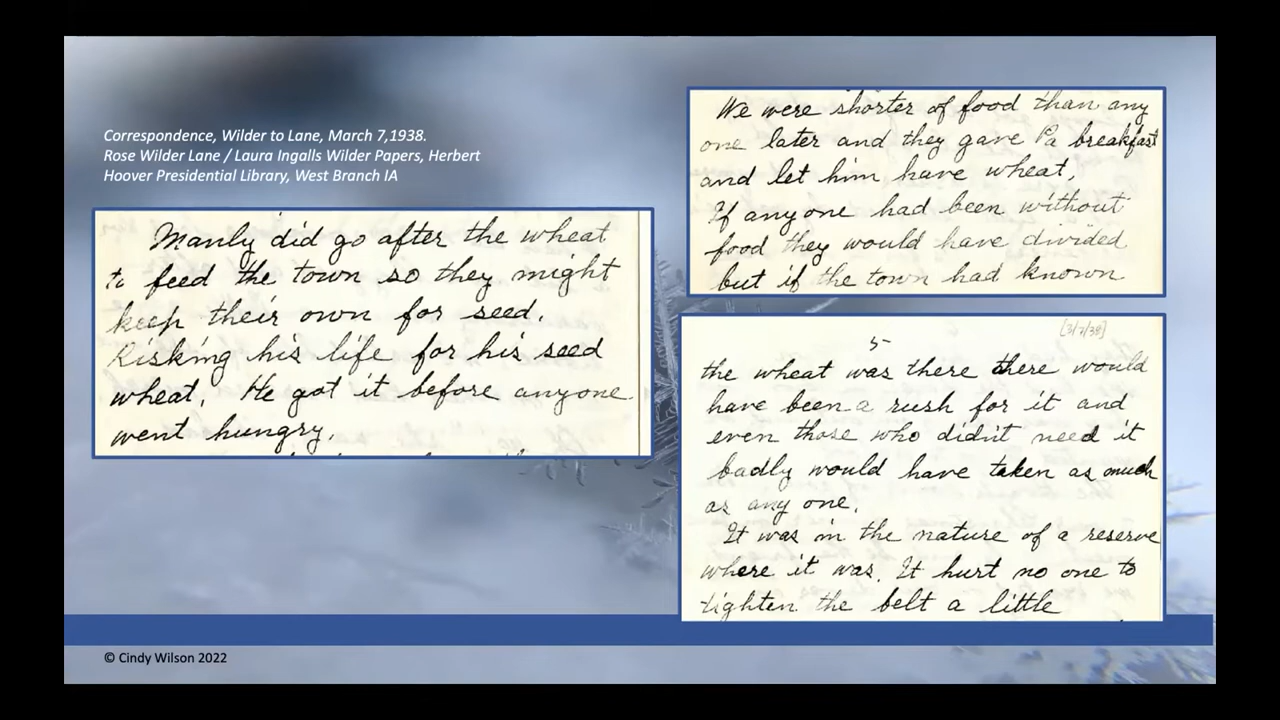 Correspondence, Wilder to Lane, March 7,1938.
Rose Wilder Lane / Laura Ingalls Wilder Papers, Herbert
Hoover Presidential Library, West Branch IA
Manly did go after the wheat
to feed the town so they might
keep their own for seed.
Risking his life for his seed
wheat. He got it before anyone
went hungry.
We were shorter of food than any
one later and they gave Pa breakfast
and let him have wheat.
If anyone had been without
food they would have divided
but if the town had known
[3/7/38]
5
the wheat was there there would
have been a rush for it and
even those who didn't need it
badly would have taken as much
as any one.
It was in the nature of a reserve
where it was. It hurt no one to
tighten the belt a little
© Cindy Wilson 2022